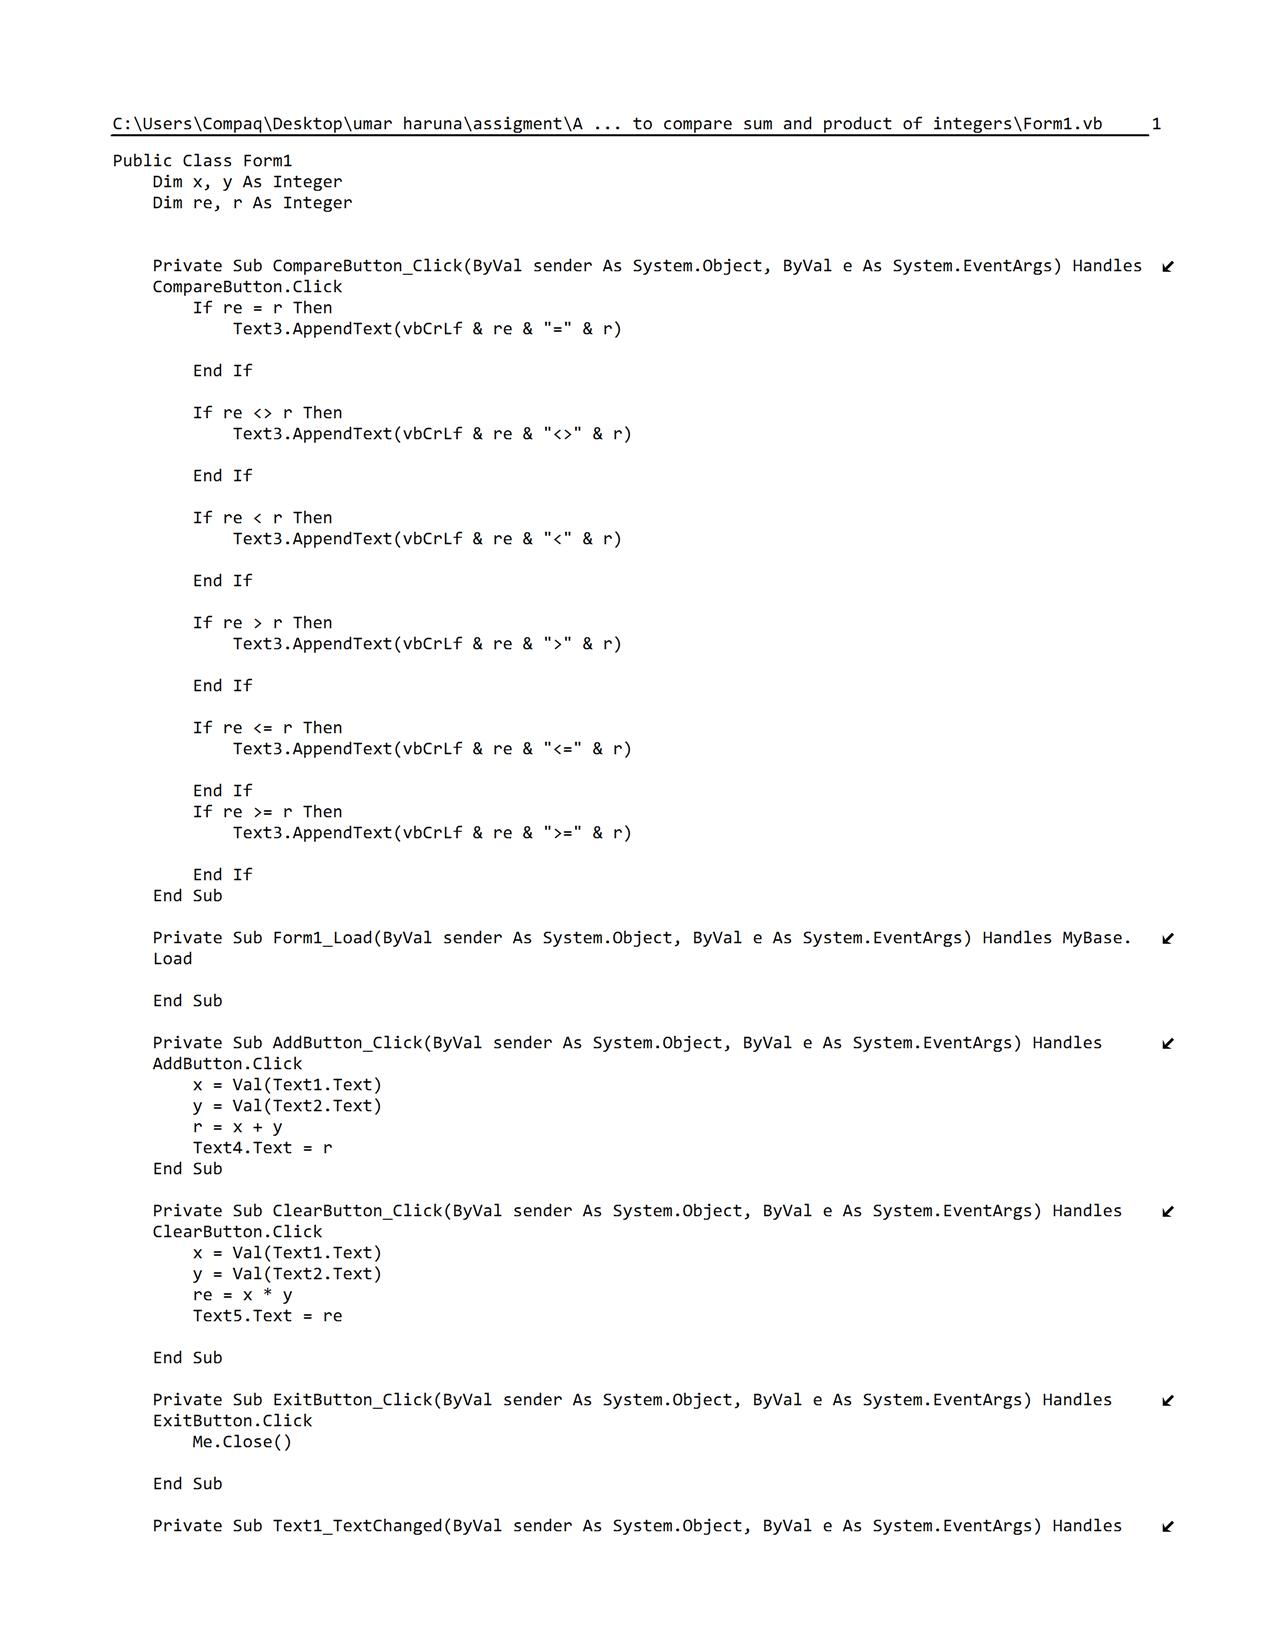 C:\Users\Compaq\Desktop\umar haruna\assigment\A ... to compare sum and product of integers\Form1.vb    1
Public Class Form1
    Dim x, y As Integer
    Dim re, r As Integer
    Private Sub CompareButton_Click(ByVal sender As System.Object, ByVal e As System.EventArgs) Handles ↙
    CompareButton.Click
        If re = r Then
            Text3.AppendText(vbCrLf & re & "=" & r)
        End If
        If re <> r Then
            Text3.AppendText(vbCrLf & re & "<>" & r)
        End If
        If re < r Then
            Text3.AppendText(vbCrLf & re & "<" & r)
        End If
        If re > r Then
            Text3.AppendText(vbCrLf & re & ">" & r)
        End If
        If re <= r Then
            Text3.AppendText(vbCrLf & re & "<=" & r)
        End If
        If re >= r Then
            Text3.AppendText(vbCrLf & re & ">=" & r)
        End If
    End Sub
    Private Sub Form1_Load(ByVal sender As System.Object, ByVal e As System.EventArgs) Handles MyBase. ↙
    Load
    End Sub
    Private Sub AddButton_Click(ByVal sender As System.Object, ByVal e As System.EventArgs) Handles ↙
    AddButton.Click
        x = Val(Text1.Text)
        y = Val(Text2.Text)
        r = x + y
        Text4.Text = r
    End Sub
    Private Sub ClearButton_Click(ByVal sender As System.Object, ByVal e As System.EventArgs) Handles ↙
    ClearButton.Click
        x = Val(Text1.Text)
        y = Val(Text2.Text)
        re = x * y
        Text5.Text = re
    End Sub
    Private Sub ExitButton_Click(ByVal sender As System.Object, ByVal e As System.EventArgs) Handles ↙
    ExitButton.Click
        Me.Close()
    End Sub
    Private Sub Text1_TextChanged(ByVal sender As System.Object, ByVal e As System.EventArgs) Handles ↙